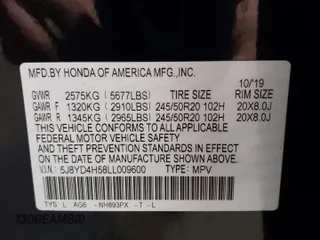 MFD.BY HONDA OF AMERICA MFG.,INC.
10/'19
GVWR 2575KG (5677LBS) TIRE SIZE RIM SIZE
GAWR F 1320KG (2910LBS) 245/50R20 102H 20X8.0J
GAWR R 1345KG (2965LBS) 245/50R20 102H 20X8.0J
THIS VEHICLE CONFORMS TO ALL APPLICABLE
FEDERAL MOTOR VEHICLE SAFETY STANDARDS
IN EFFECT ON THE DATE OF MANUFACTURE
SHOWN ABOVE.
V.I.N.: 5J8YD4H58LL009600 TYPE: MPV
TYS L AG6 -NH893PX -T -L
©DREAMBID